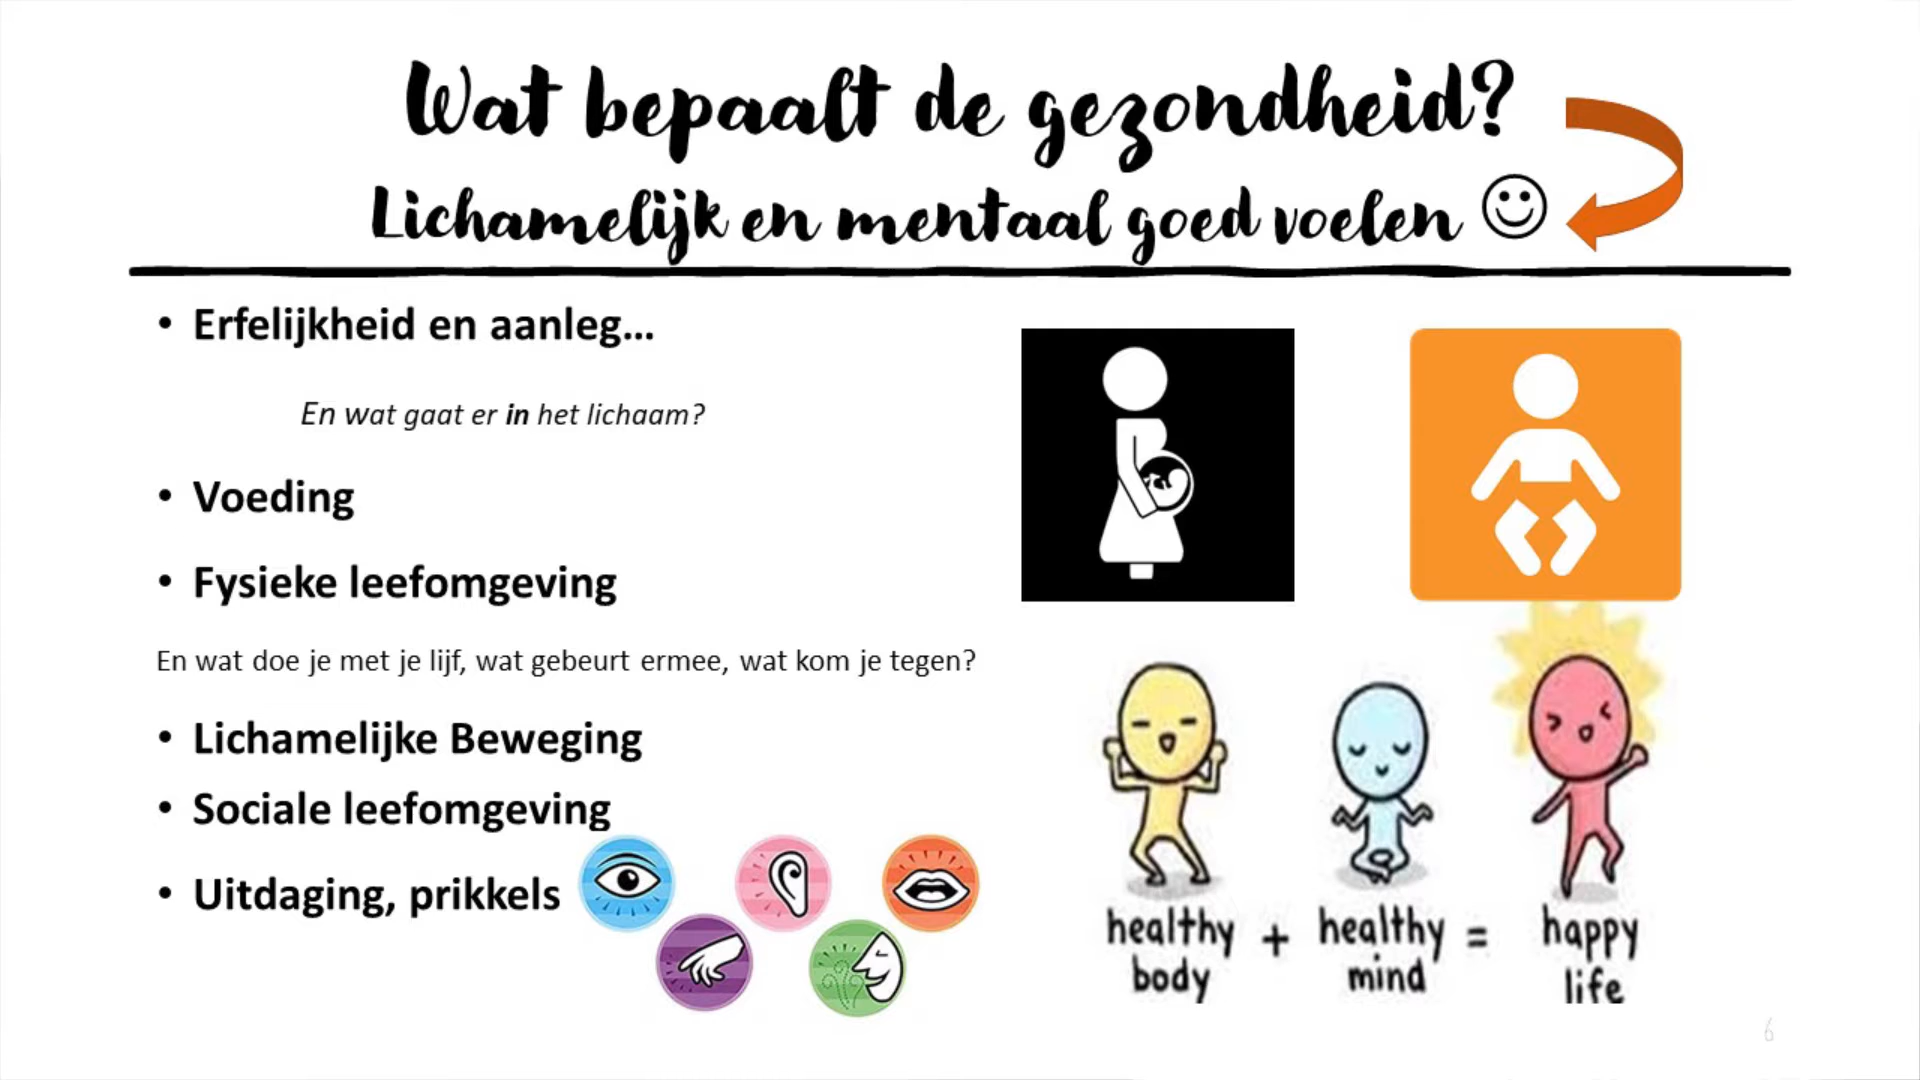 Wat bepaalt de gezondheid?
Lichamelijk en mentaal goed voelen
• Erfelijkheid en aanleg...
En wat gaat er in het lichaam?
• Voeding
• Fysieke leefomgeving
En wat doe je met je lijf, wat gebeurt ermee, wat kom je tegen?
• Lichamelijke Beweging
• Sociale leefomgeving
• Uitdaging, prikkels
healthy + healthy = happy
body mind life
6